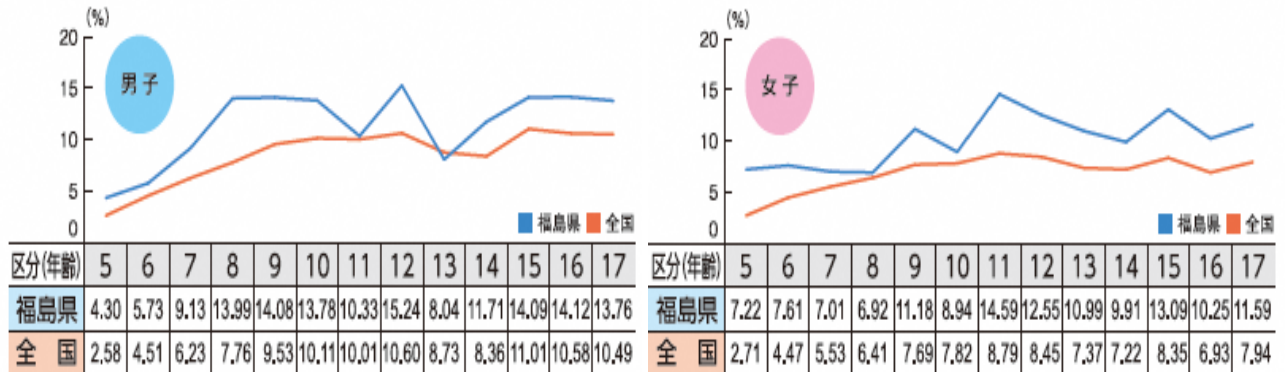 (%)
20
15
10
5
0
男子
福島県 全国
区分(年齢) 5 6 7 8 9 10 11 12 13 14 15 16 17
福島県 4.30 5.73 9.13 13.99 14.08 13.78 10.33 15.24 8.04 11.71 14.09 14.12 13.76
全国 2.58 4.51 6.23 7.76 9.53 10.11 10.01 10.60 8.73 8.36 11.01 10.58 10.49
(%)
20
15
10
5
0
女子
福島県 全国
区分(年齢) 5 6 7 8 9 10 11 12 13 14 15 16 17
福島県 7.22 7.61 7.01 6.92 11.18 8.94 14.59 12.55 10.99 9.91 13.09 10.25 11.59
全国 2.71 4.47 5.53 6.41 7.69 7.82 8.79 8.45 7.37 7.22 8.35 6.93 7.94